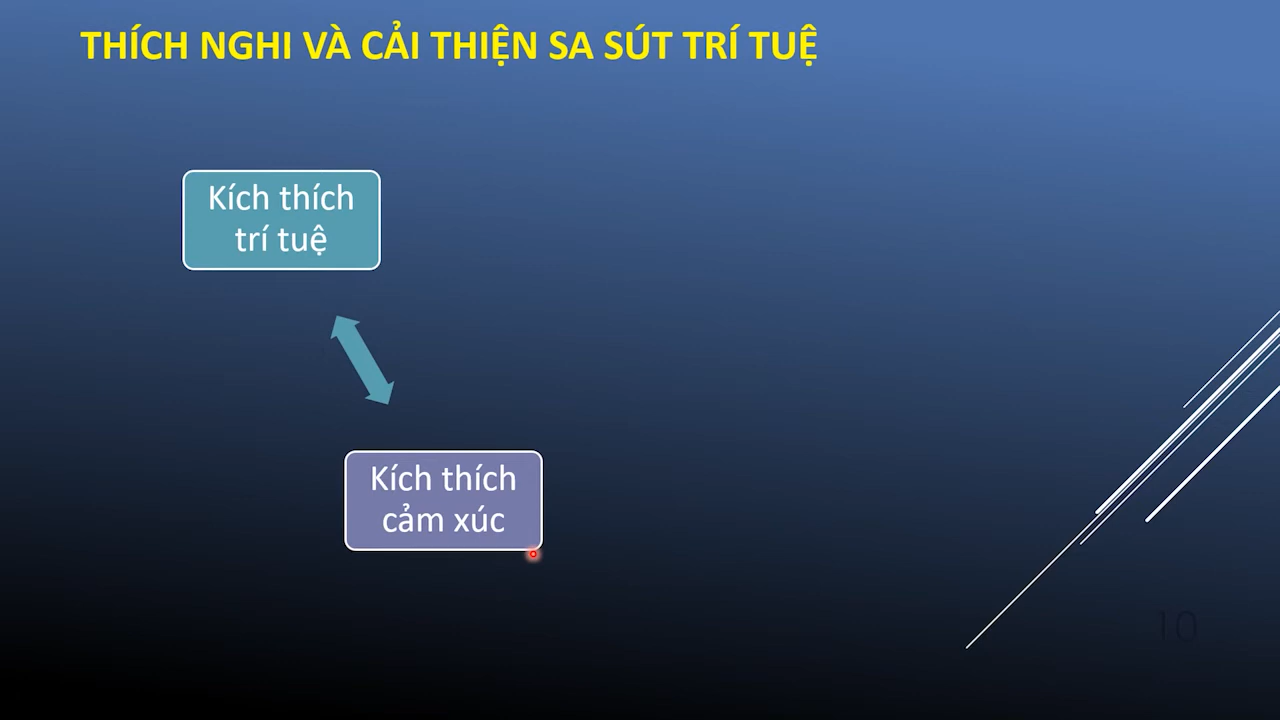 THÍCH NGHI VÀ CẢI THIỆN SA SÚT TRÍ TUỆ
Kích thích
trí tuệ
Kích thích
cảm xúc
10